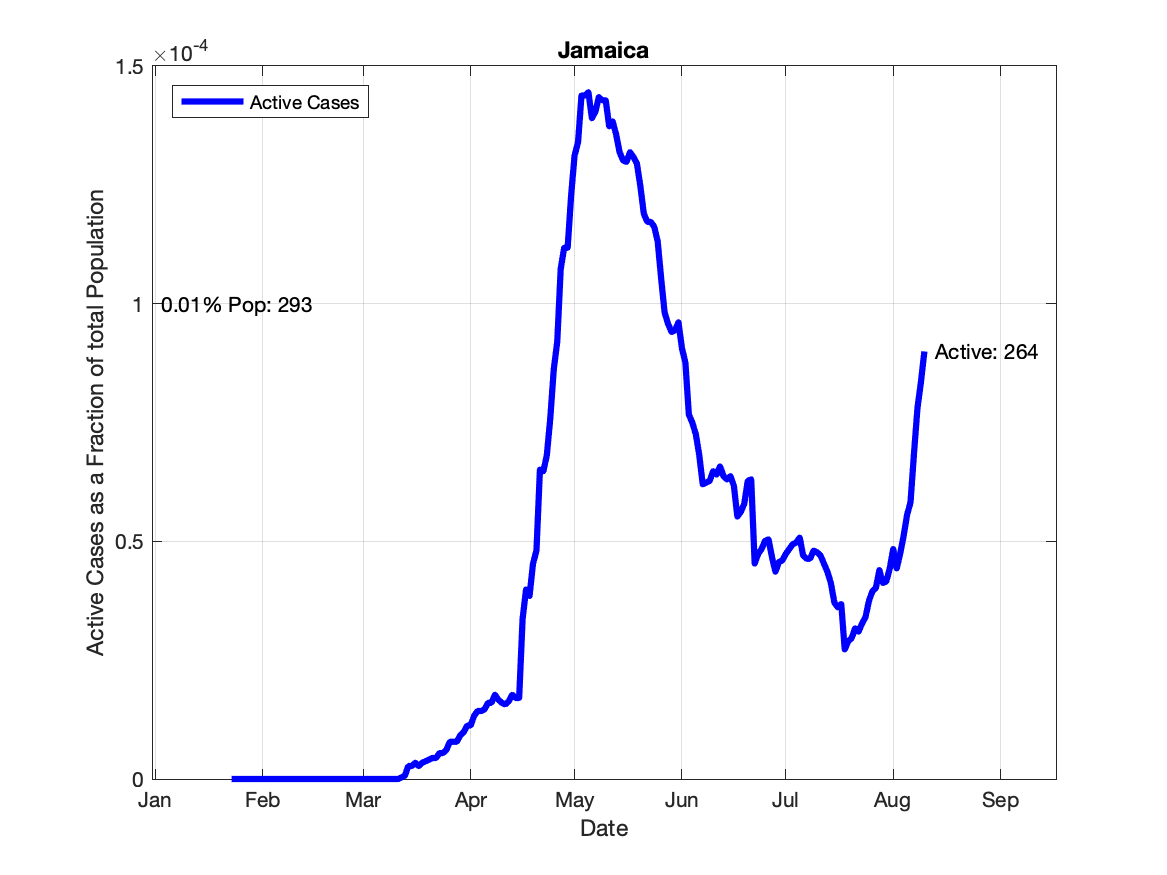 Jamaica
×10-4
1.5
1
0.5
0
Active Cases
0.01% Pop: 293
Active: 264
Active Cases as a Fraction of total Population
Jan Feb Mar Apr May Jun Jul Aug Sep
Date